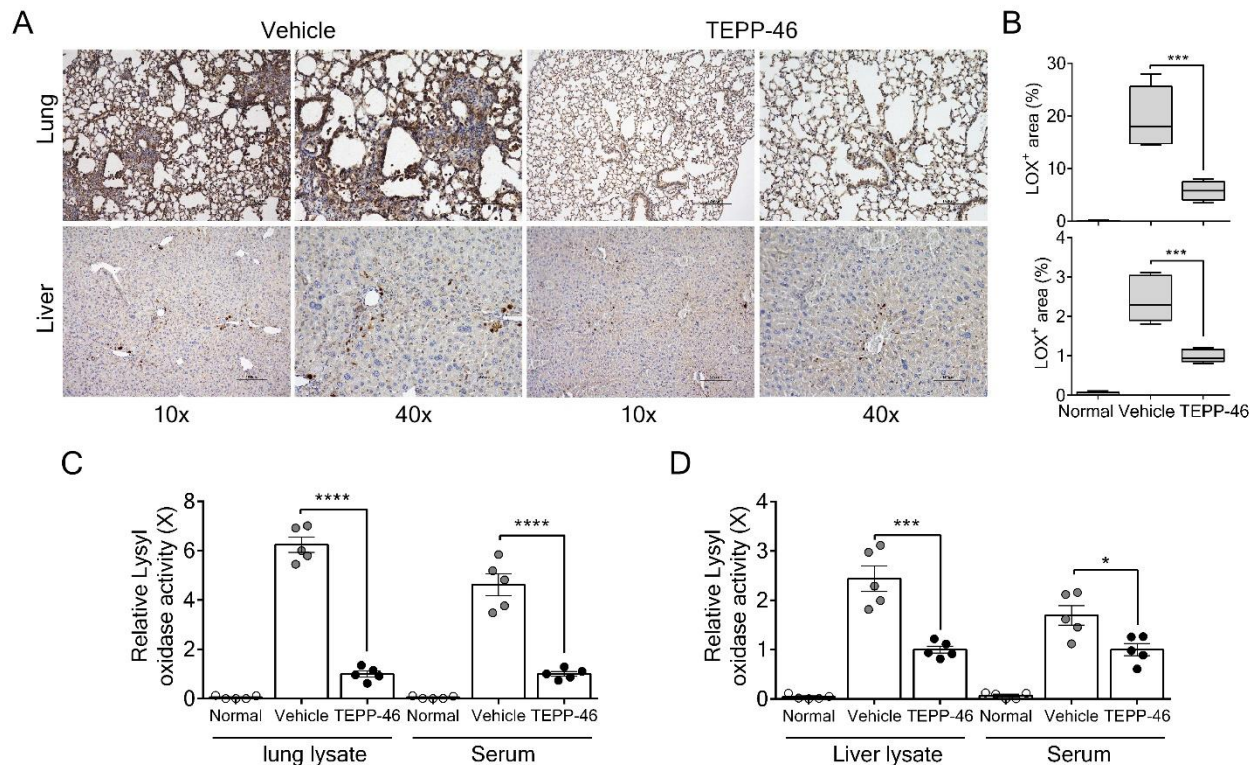 A
Vehicle
TEPP-46
Lung
Liver
10x
40x
10x
40x
B
LOX⁺ area (%)
30
20
10
0
***
LOX⁺ area (%)
4
3
2
1
0
***
Normal Vehicle TEPP-46
C
Relative Lysyl
oxidase activity (X)
8
6
4
2
0
****
****
Normal Vehicle TEPP-46 Normal Vehicle TEPP-46
lung lysate Serum
D
Relative Lysyl
oxidase activity (X)
4
3
2
1
0
***
*
Normal Vehicle TEPP-46 Normal Vehicle TEPP-46
Liver lysate Serum